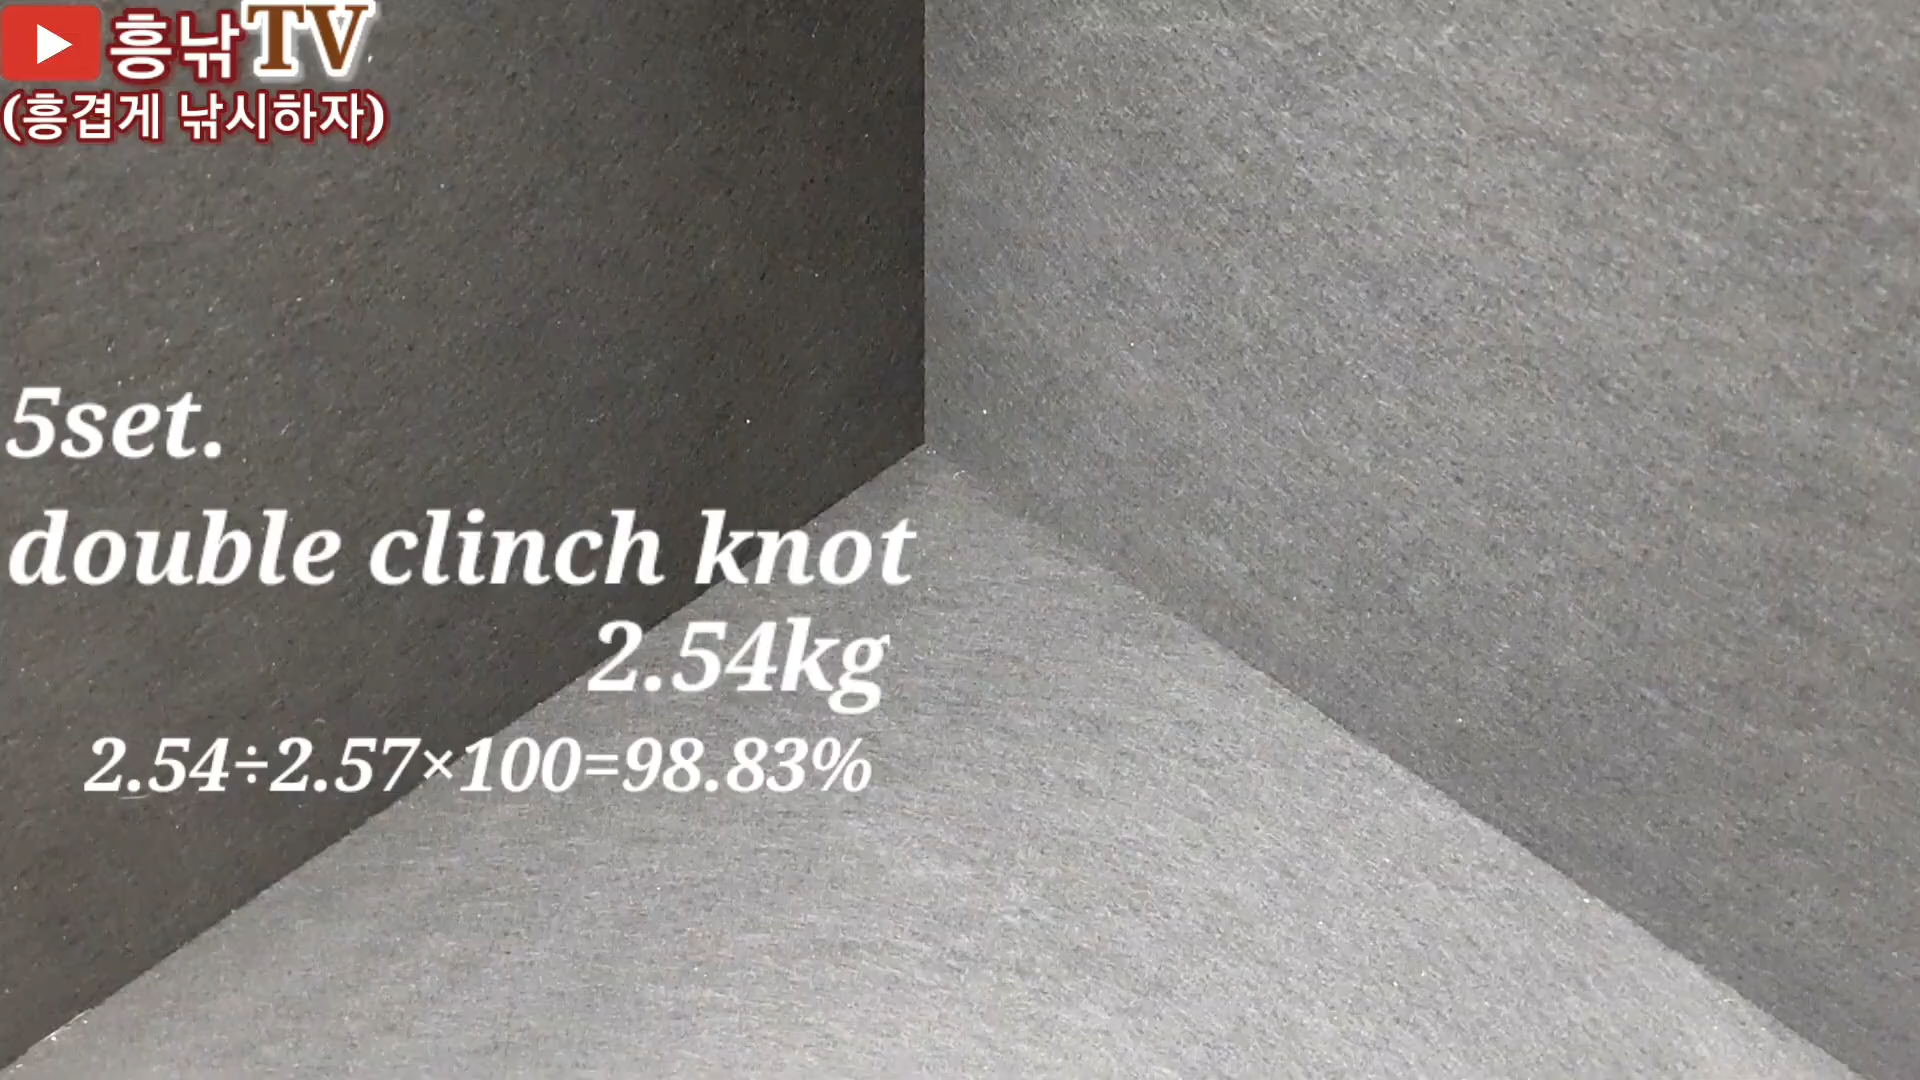 흥낚TV
(흥겹게 낚시하자)
5set.
double clinch knot
2.54kg
2.54÷2.57×100=98.83%